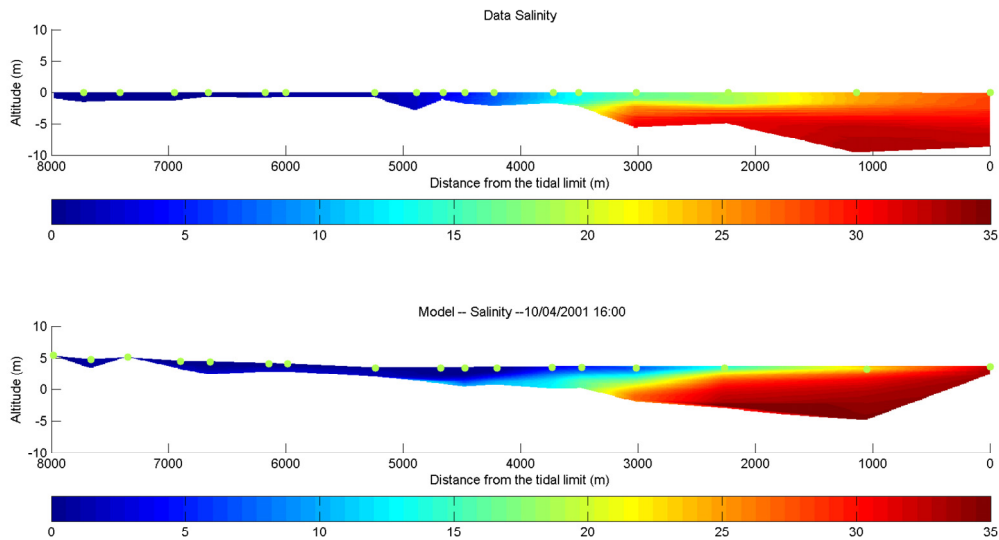 Data Salinity
10
5
0
-5
-10
Altitude (m)
8000 7000 6000 5000 4000 3000 2000 1000 0
Distance from the tidal limit (m)
0 5 10 15 20 25 30 35
Model -- Salinity --10/04/2001 16:00
10
5
0
-5
-10
Altitude (m)
8000 7000 6000 5000 4000 3000 2000 1000 0
Distance from the tidal limit (m)
0 5 10 15 20 25 30 35